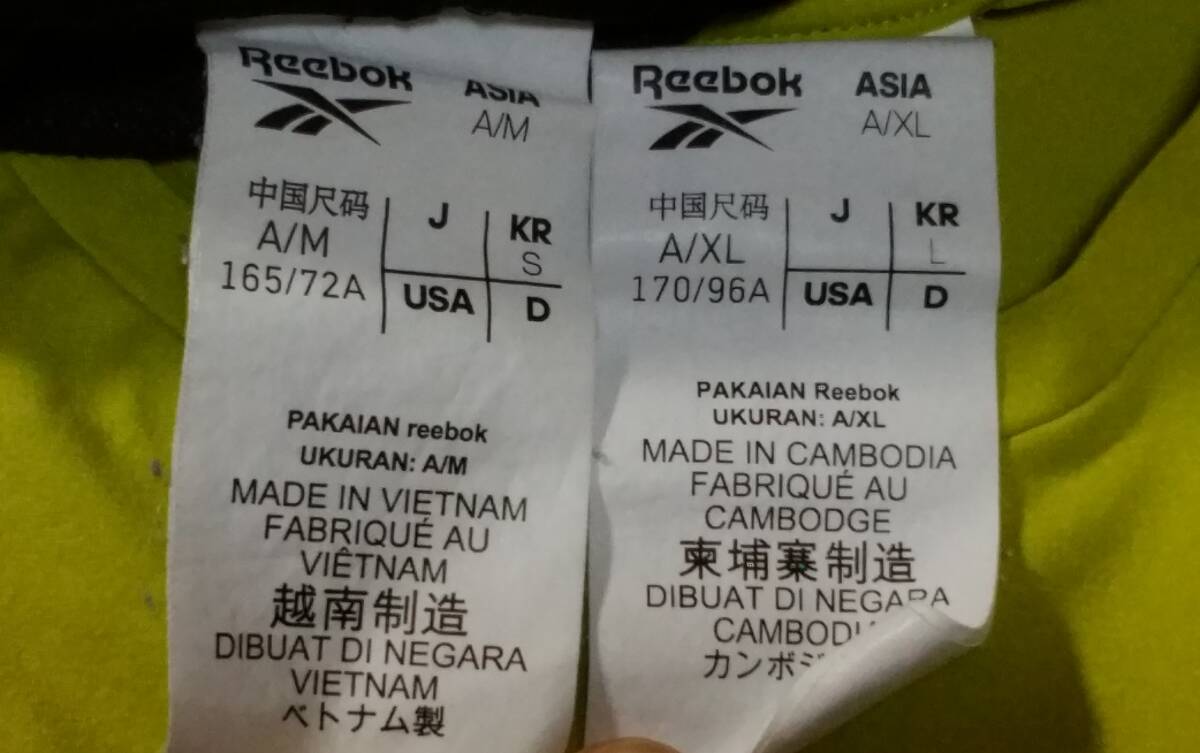 Reebok
ASIA
A/M
中国尺码
A/M
165/72A
J
KR
S
USA
D
PAKAIAN reebok
UKURAN: A/M
MADE IN VIETNAM
FABRIQUÉ AU
VIÊTNAM
越南制造
DIBUAT DI NEGARA
VIETNAM
ベトナム製
Reebok
ASIA
A/XL
中国尺码
A/XL
170/96A
J
KR
L
USA
D
PAKAIAN Reebok
UKURAN: A/XL
MADE IN CAMBODIA
FABRIQUÉ AU
CAMBODGE
柬埔寨制造
DIBUAT DI NEGARA